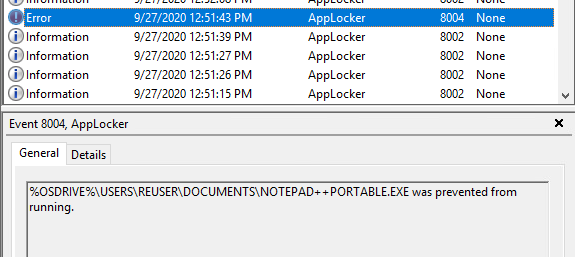 Information 9/27/2020 12:52:08 PM AppLocker 8002 None
Error 9/27/2020 12:51:43 PM AppLocker 8004 None
Information 9/27/2020 12:51:39 PM AppLocker 8002 None
Information 9/27/2020 12:51:27 PM AppLocker 8002 None
Information 9/27/2020 12:51:26 PM AppLocker 8002 None
Information 9/27/2020 12:51:15 PM AppLocker 8002 None
Event 8004, AppLocker
General Details
%OSDRIVE%\USERS\REUSER\DOCUMENTS\NOTEPAD++PORTABLE.EXE was prevented from
running.